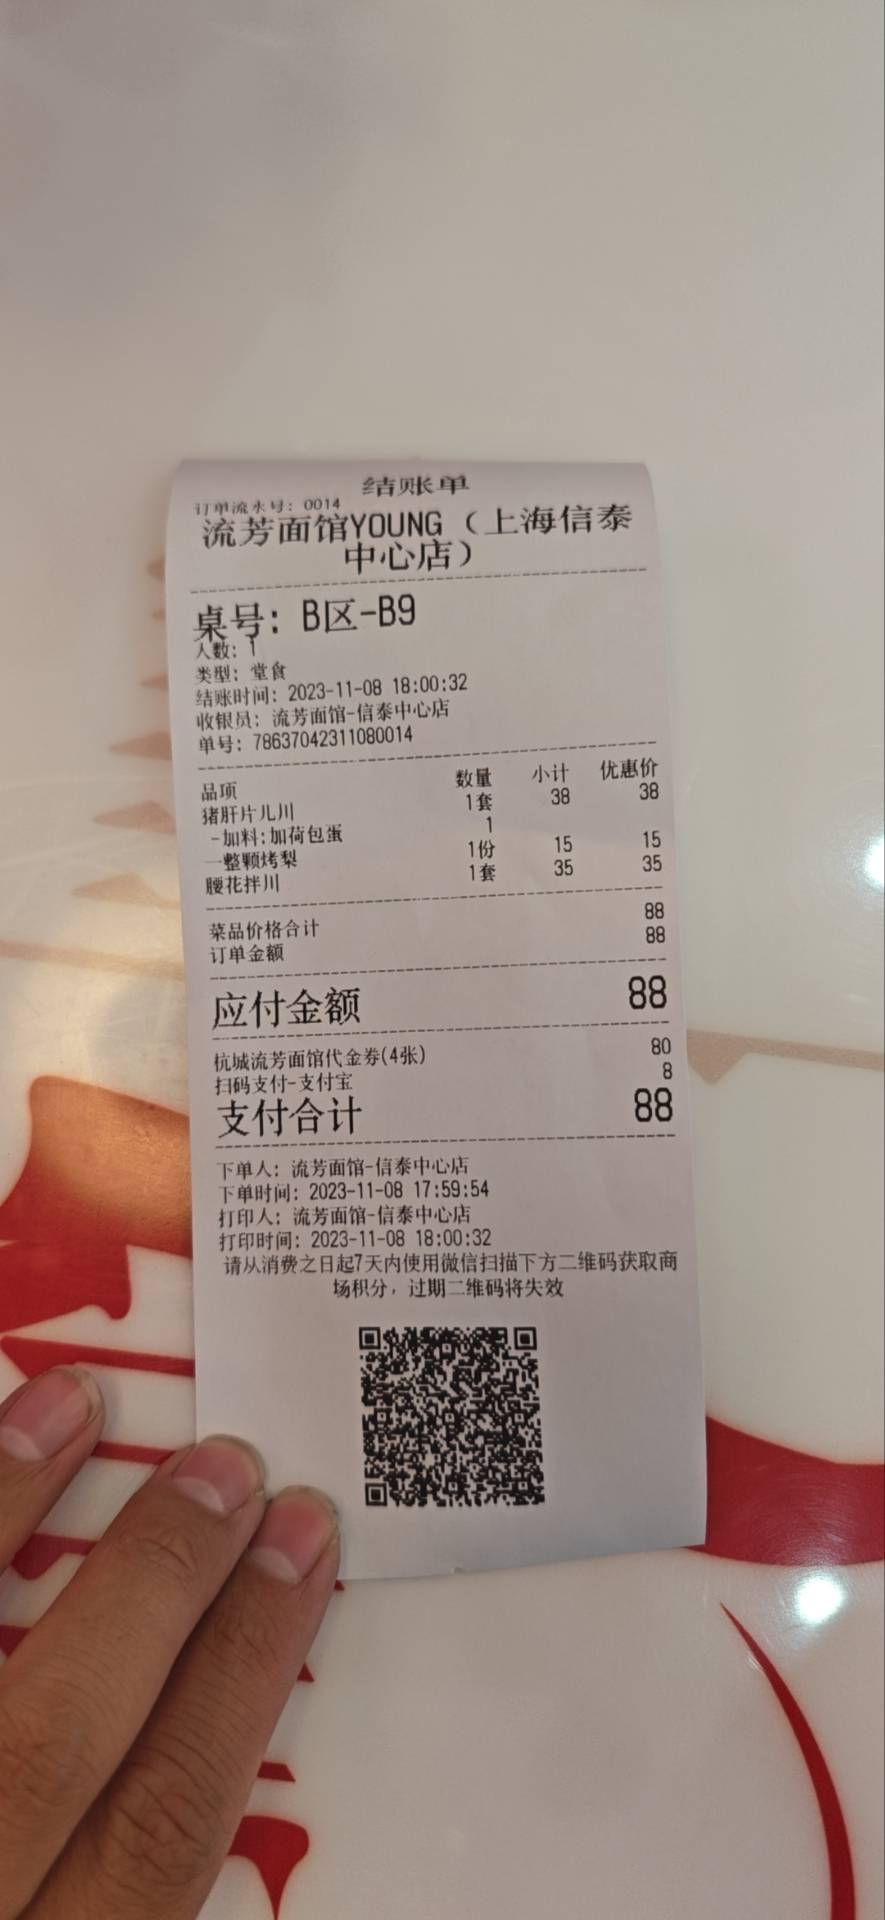 结账单
订单流水号: 0014
流芳面馆YOUNG（上海信泰
中心店）
桌号: B区-B9
人数: 1
类型: 堂食
结账时间: 2023-11-08 18:00:32
收银员: 流芳面馆-信泰中心店
单号: 78637042311080014
品项 数量 小计 优惠价
猪肝片儿川 1套 38 38
-加料:加荷包蛋 1
一整颗烤梨 1份 15 15
腰花拌川 1套 35 35
菜品价格合计 88
订单金额 88
应付金额 88
杭城流芳面馆代金券(4张) 80
扫码支付-支付宝 8
支付合计 88
下单人: 流芳面馆-信泰中心店
下单时间: 2023-11-08 17:59:54
打印人: 流芳面馆-信泰中心店
打印时间: 2023-11-08 18:00:32
请从消费之日起7天内使用微信扫描下方二维码获取商
场积分，过期二维码将失效